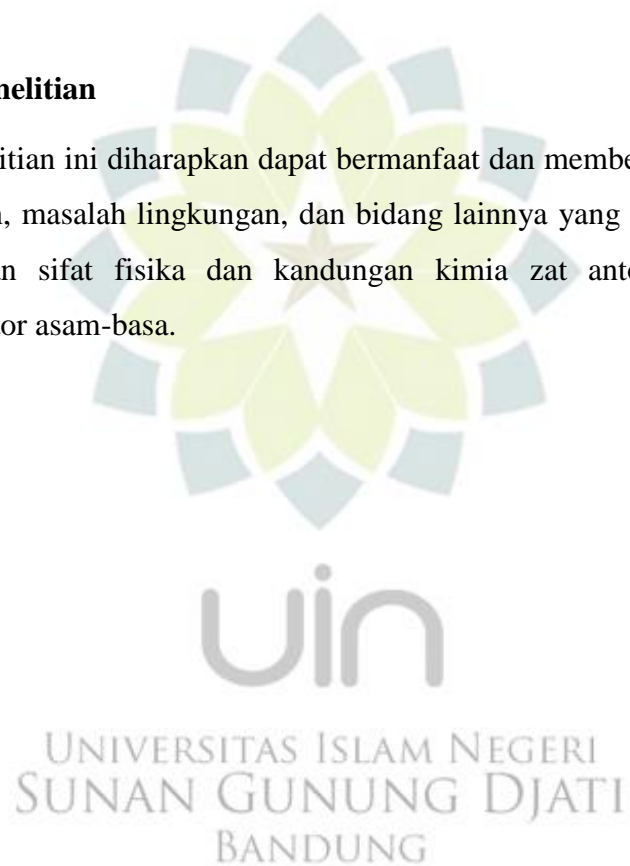 nelitian
itian ini diharapkan dapat bermanfaat dan membe
, masalah lingkungan, dan bidang lainnya yang
n sifat fisika dan kandungan kimia zat ant
tor asam-basa.
uin
UNIVERSITAS ISLAM NEGERI
SUNAN GUNUNG DJATI
BANDUNG